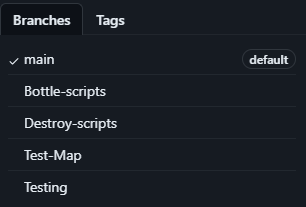 Branches Tags
main default
Bottle-scripts
Destroy-scripts
Test-Map
Testing